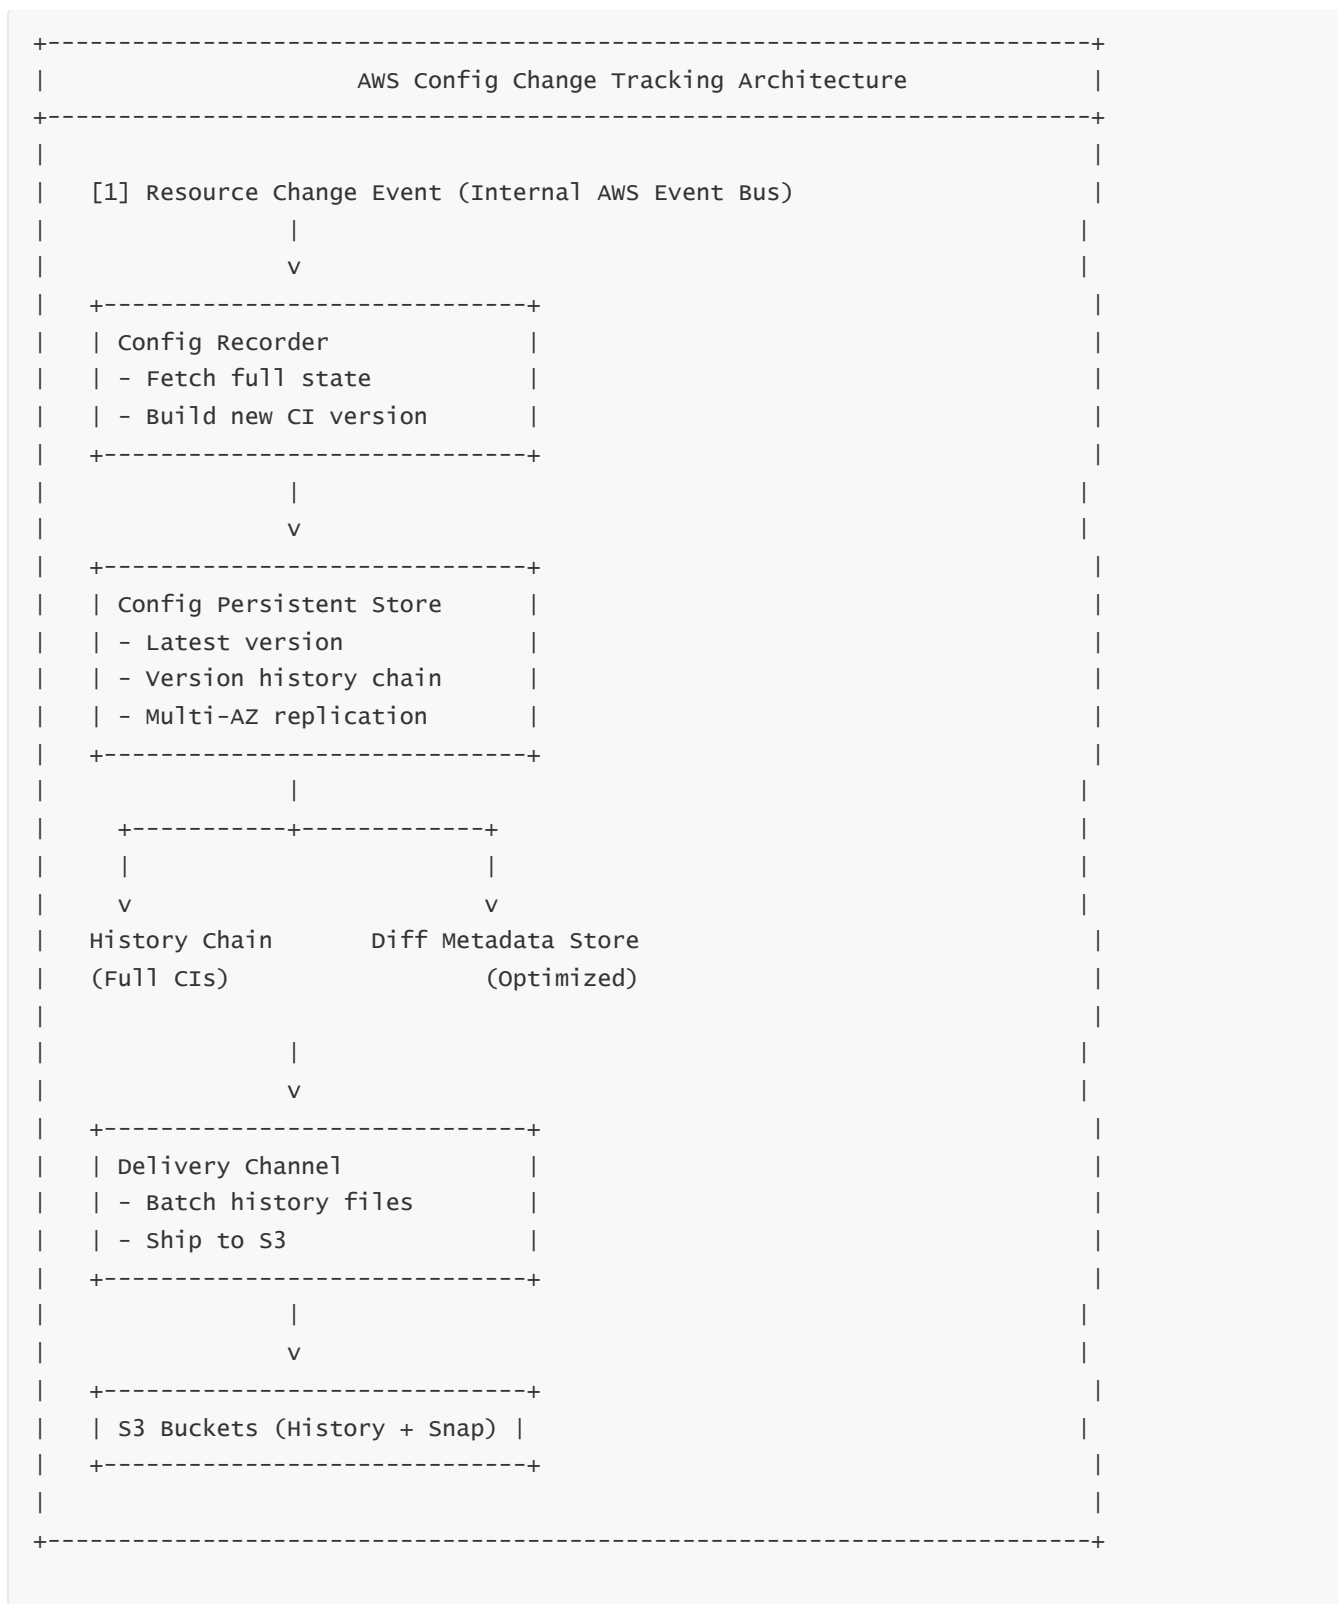 +--------------------------------------------------------------------------+
|                      AWS Config Change Tracking Architecture             |
+--------------------------------------------------------------------------+
|                                                                          |
|   [1] Resource Change Event (Internal AWS Event Bus)                     |
|                 |                                                       |
|                 v                                                       |
|   +------------------------------+                                       |
|   | Config Recorder              |                                       |
|   | - Fetch full state           |                                       |
|   | - Build new CI version       |                                       |
|   +------------------------------+                                       |
|                 |                                                       |
|                 v                                                       |
|   +------------------------------+                                       |
|   | Config Persistent Store      |                                       |
|   | - Latest version             |                                       |
|   | - Version history chain      |                                       |
|   | - Multi-AZ replication       |                                       |
|   +------------------------------+                                       |
|                 |                                                       |
|     +-----------+-------------+                                         |
|     |                         |                                         |
|     v                         v                                         |
|   History Chain       Diff Metadata Store                                |
|   (Full CIs)                  (Optimized)                                |
|                                                                          |
|                 |                                                       |
|                 v                                                       |
|   +------------------------------+                                       |
|   | Delivery Channel             |                                       |
|   | - Batch history files        |                                       |
|   | - Ship to S3                 |                                       |
|   +------------------------------+                                       |
|                 |                                                       |
|                 v                                                       |
|   +------------------------------+                                       |
|   | S3 Buckets (History + Snap) |                                       |
|   +------------------------------+                                       |
|                                                                          |
+--------------------------------------------------------------------------+